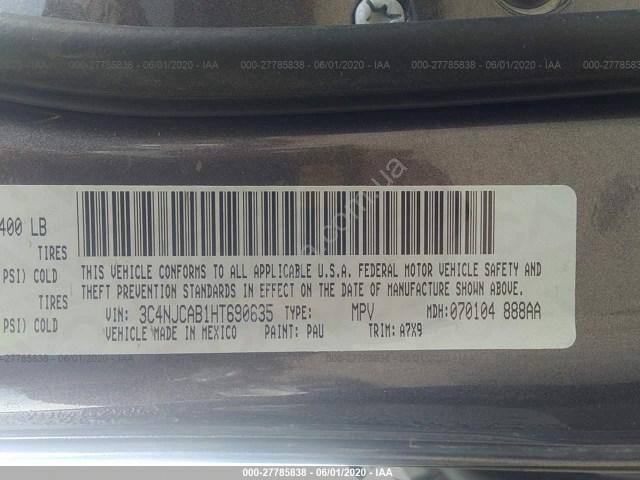 000-27785838 - 06/01/2020 - IAA
400 LB
TIRES
PSI) COLD
TIRES
PSI) COLD
THIS VEHICLE CONFORMS TO ALL APPLICABLE U.S.A. FEDERAL MOTOR VEHICLE SAFETY AND
THEFT PREVENTION STANDARDS IN EFFECT ON THE DATE OF MANUFACTURE SHOWN ABOVE.
VIN: 3C4NJCAB1HT690635 TYPE: MPV MDH: 070104 888AA
VEHICLE MADE IN MEXICO PAINT: PAU TRIM: A7X9
000-27785838 - 06/01/2020 - IAA